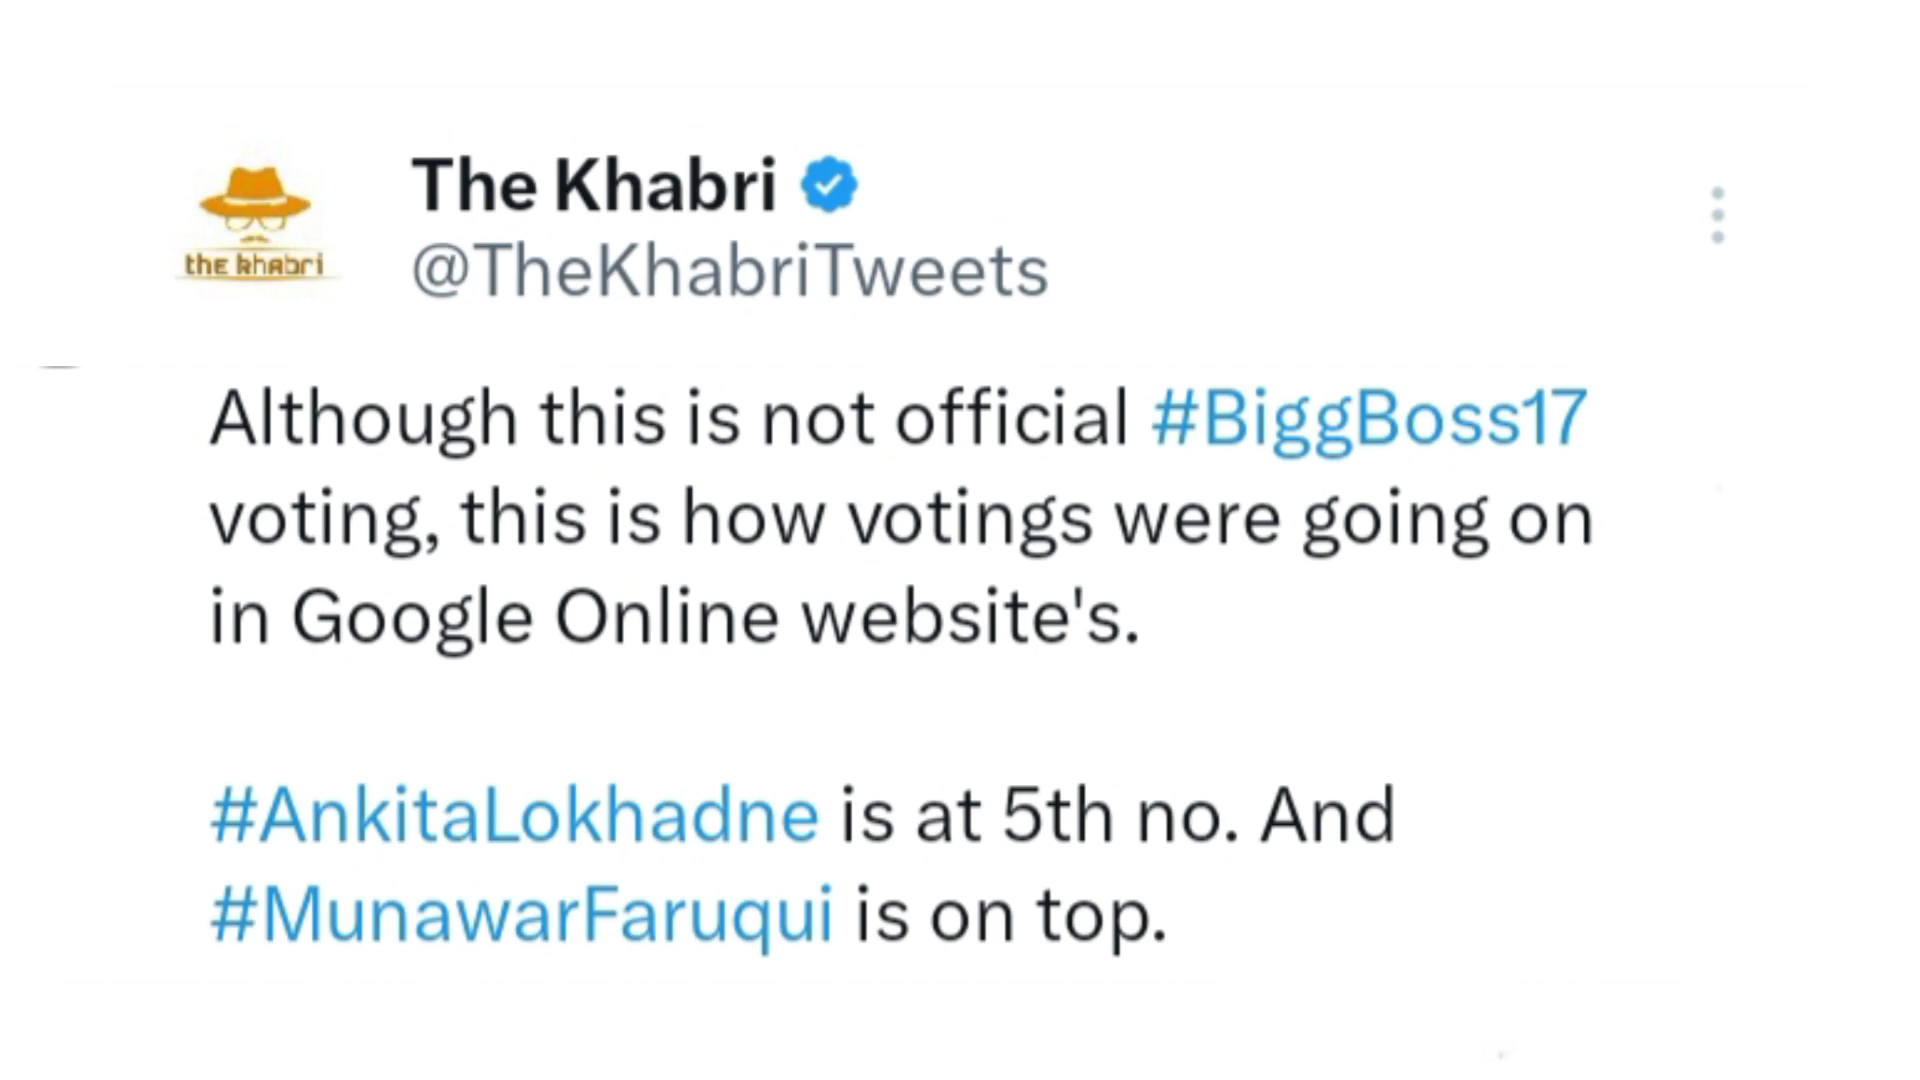 The Khabri
@TheKhabriTweets
the khabri
Although this is not official #BiggBoss17
voting, this is how votings were going on
in Google Online website's.
#AnkitaLokhadne is at 5th no. And
#MunawarFaruqui is on top.